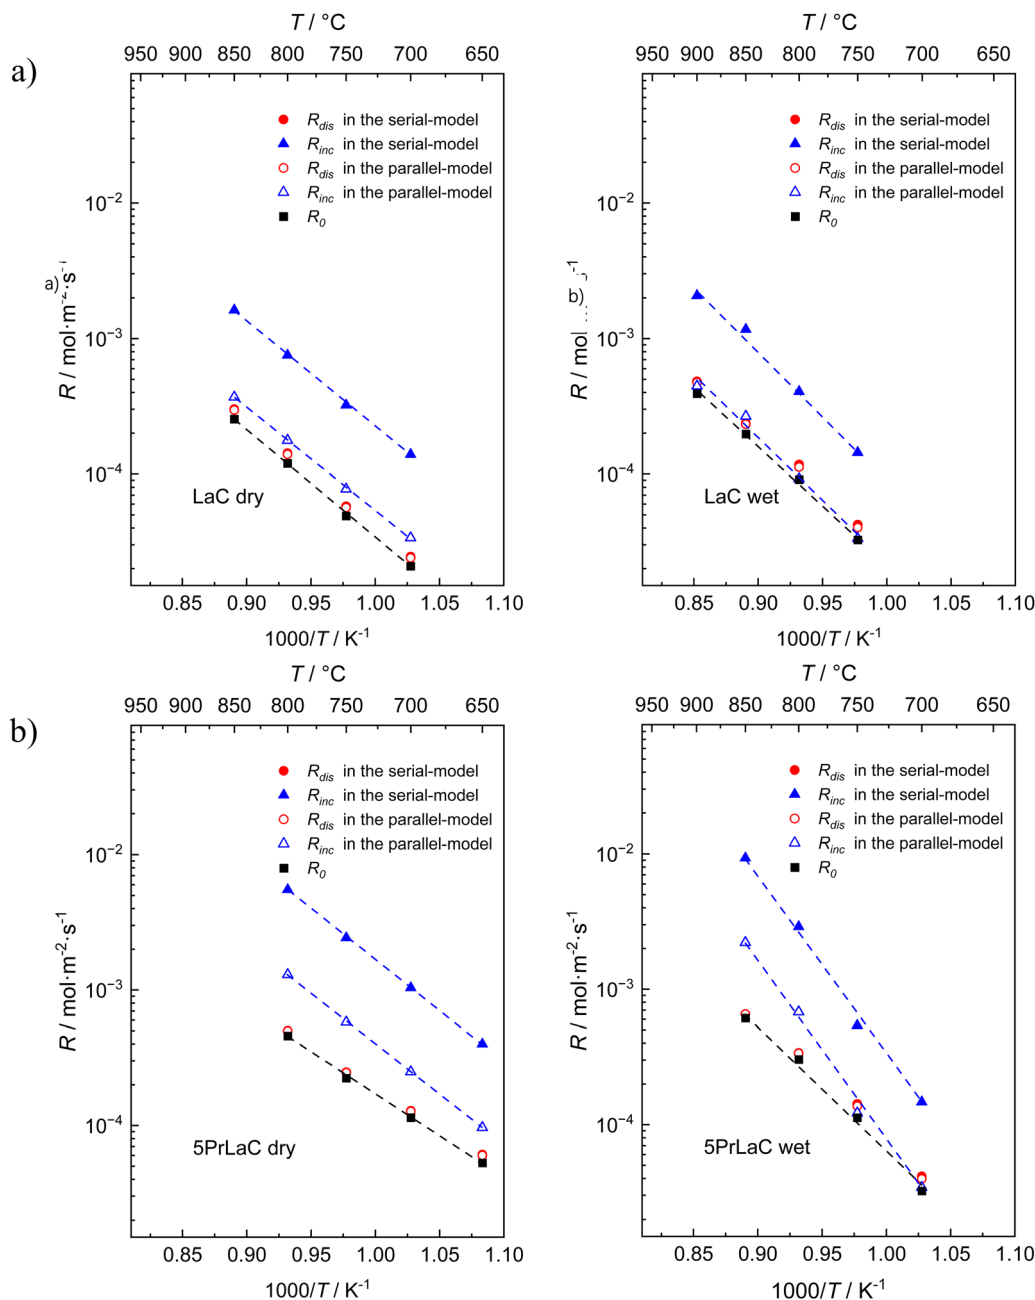 a)
T / °C
950 900 850 800 750 700 650
R_dis in the serial-model
R_inc in the serial-model
R_dis in the parallel-model
R_inc in the parallel-model
R_0
10⁻²
10⁻³
10⁻⁴
R / mol·m⁻²·s⁻¹
a)
LaC dry
0.85 0.90 0.95 1.00 1.05 1.10
1000/T / K⁻¹
T / °C
950 900 850 800 750 700 650
R_dis in the serial-model
R_inc in the serial-model
R_dis in the parallel-model
R_inc in the parallel-model
R_0
10⁻²
10⁻³
10⁻⁴
R / mol
b)
LaC wet
0.85 0.90 0.95 1.00 1.05 1.10
1000/T / K⁻¹
b)
T / °C
950 900 850 800 750 700 650
R_dis in the serial-model
R_inc in the serial-model
R_dis in the parallel-model
R_inc in the parallel-model
R_0
10⁻²
10⁻³
10⁻⁴
R / mol·m⁻²·s⁻¹
5PrLaC dry
0.85 0.90 0.95 1.00 1.05 1.10
1000/T / K⁻¹
T / °C
950 900 850 800 750 700 650
R_dis in the serial-model
R_inc in the serial-model
R_dis in the parallel-model
R_inc in the parallel-model
R_0
10⁻²
10⁻³
10⁻⁴
R / mol·m⁻²·s⁻¹
5PrLaC wet
0.85 0.90 0.95 1.00 1.05 1.10
1000/T / K⁻¹